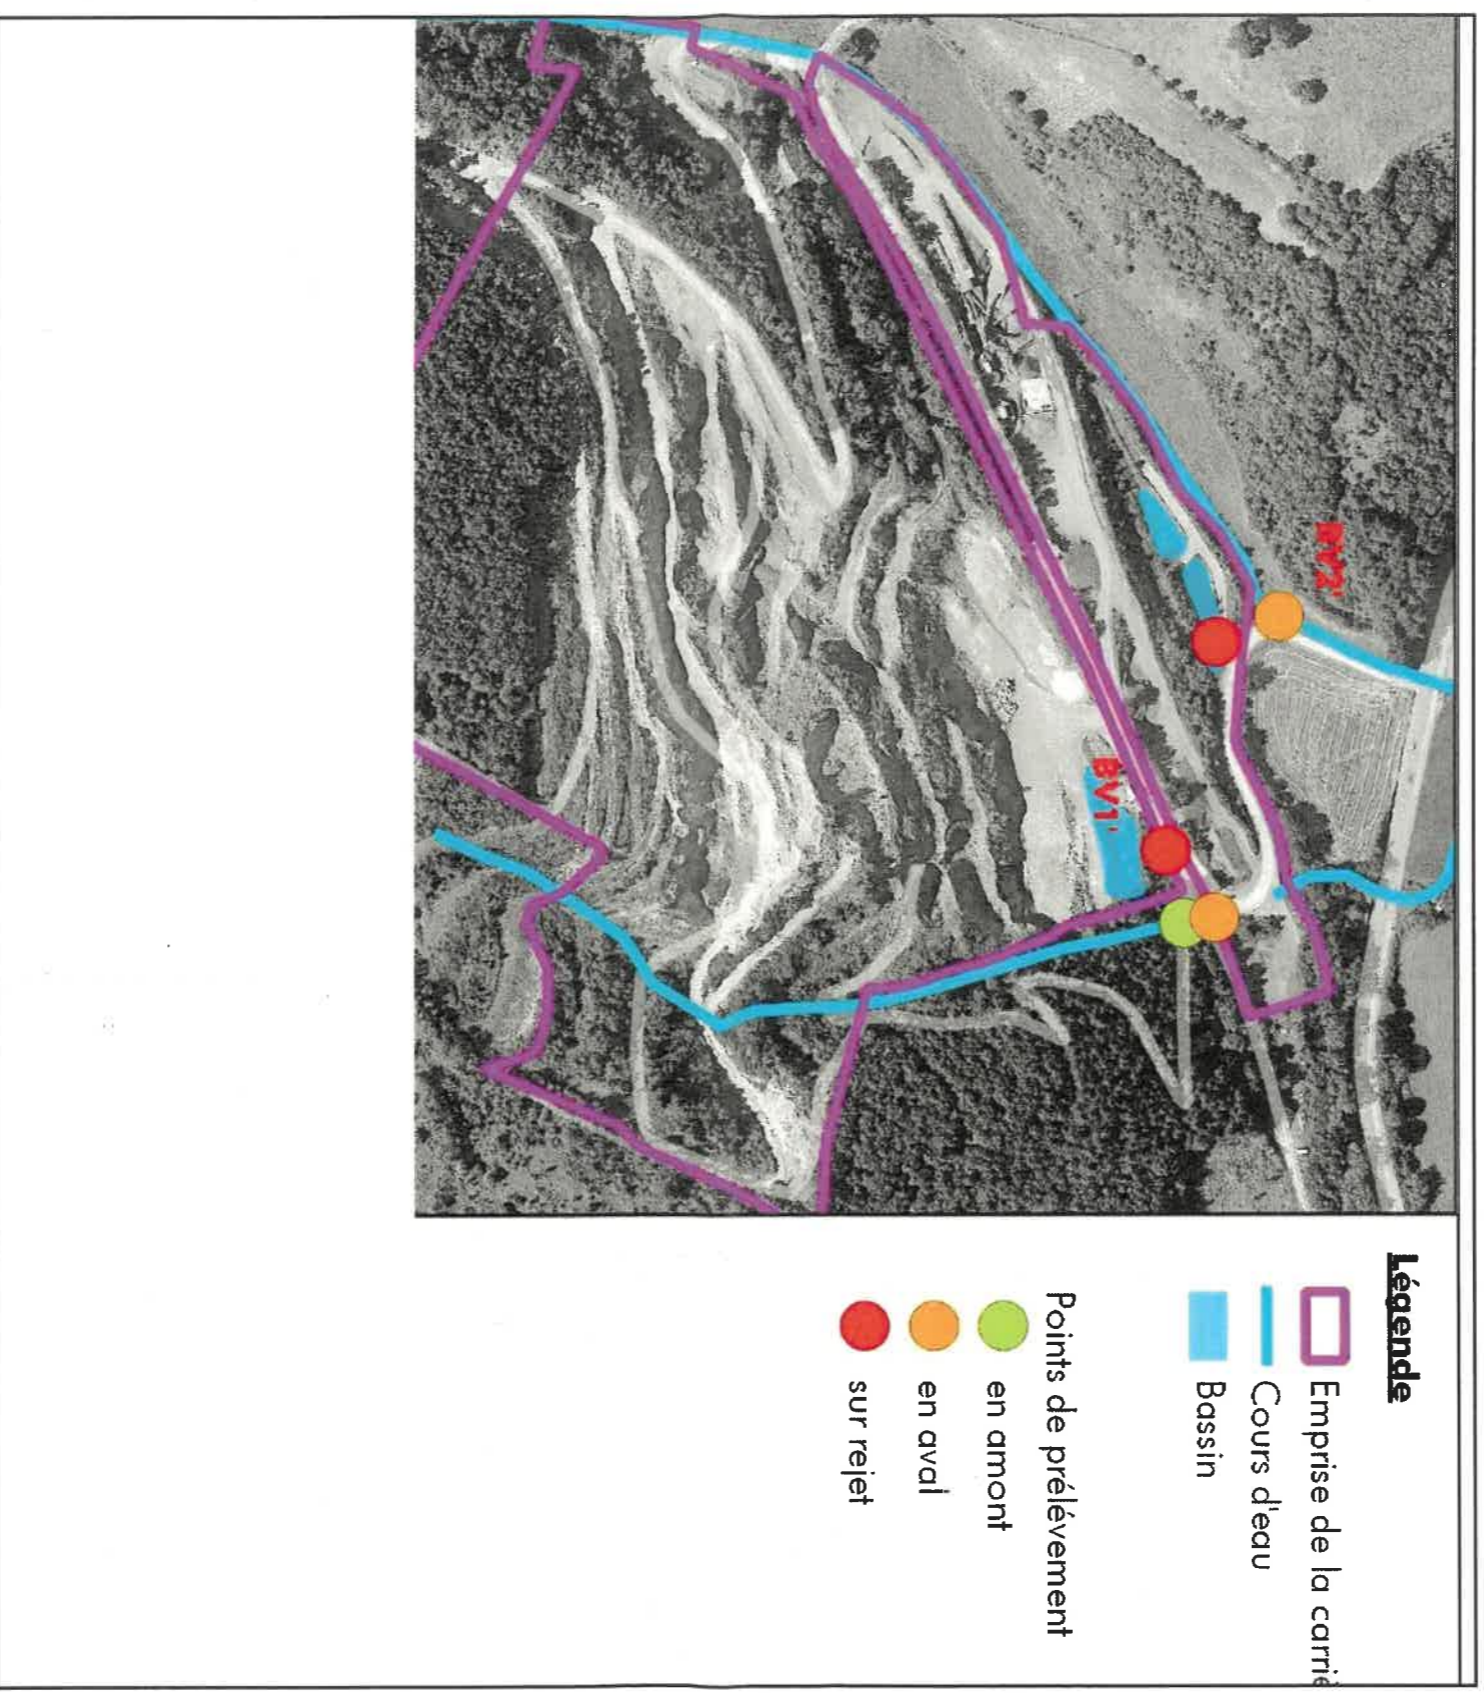 BV2'
BV1'
Légende
Emprise de la carriè
Cours d'eau
Bassin
Points de prélévement
en amont
en aval
sur rejet